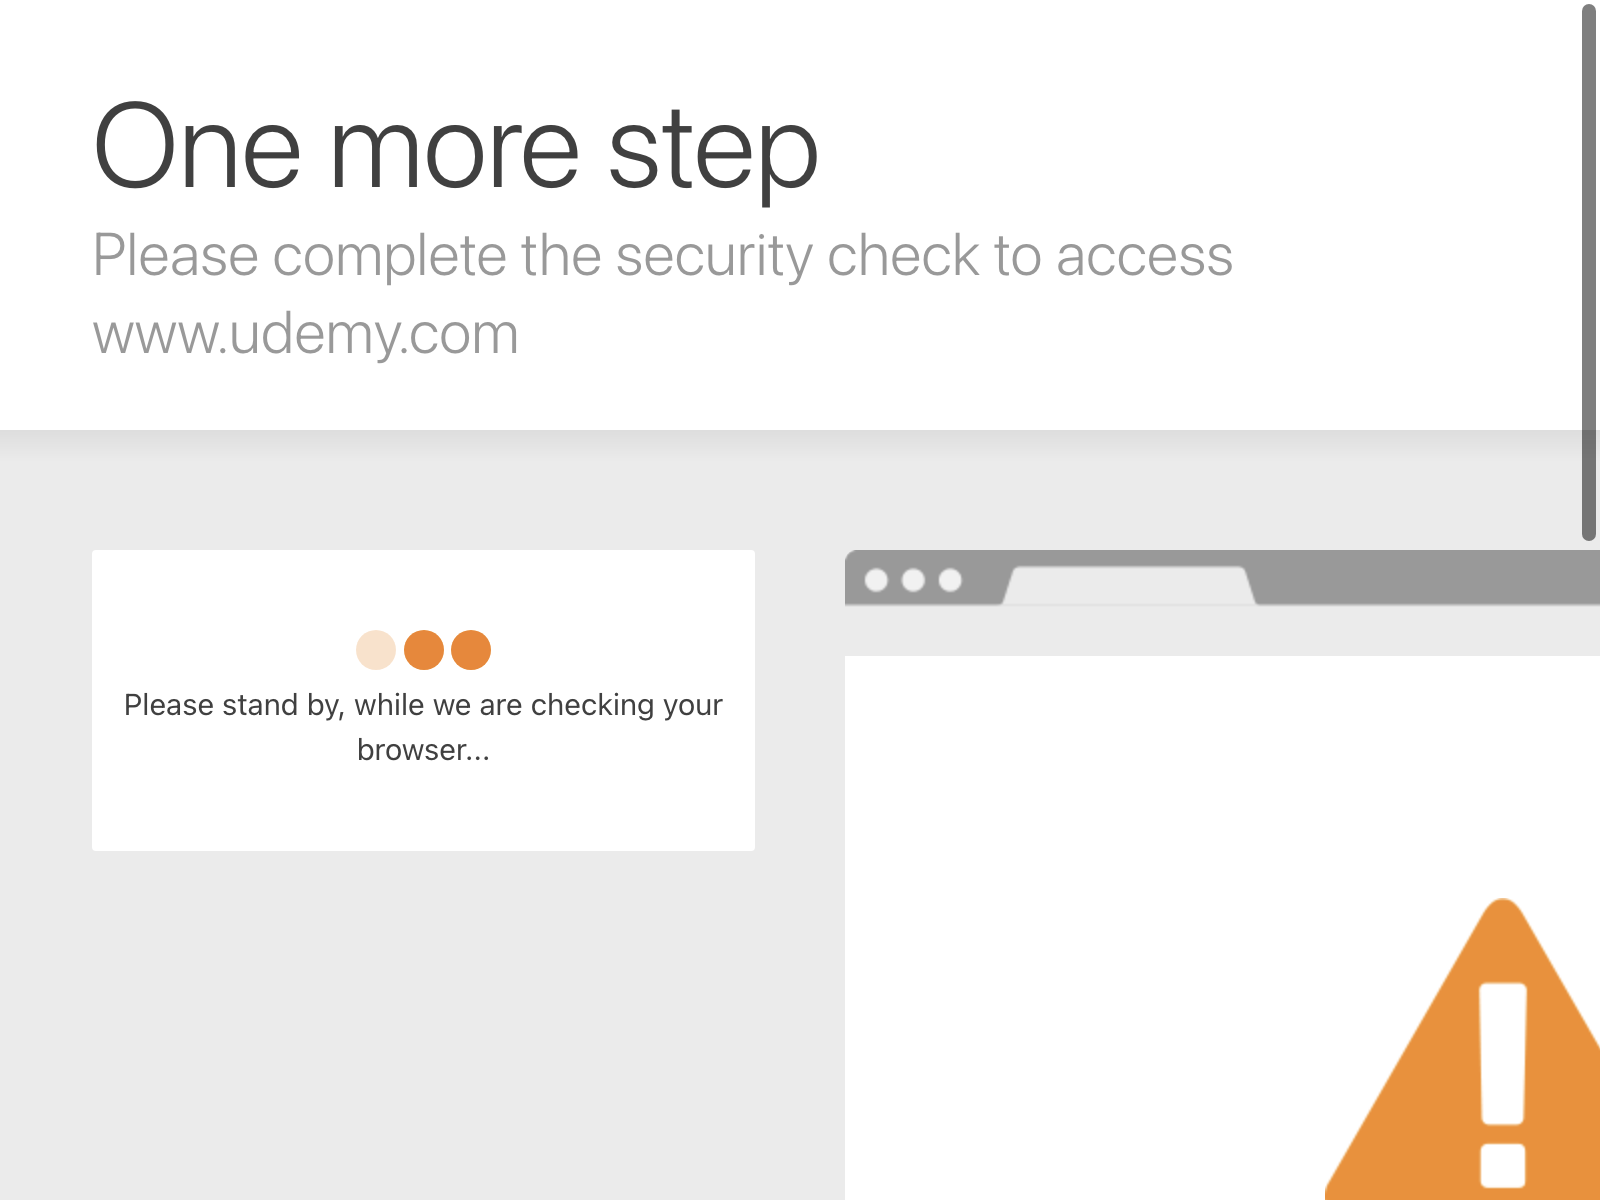 One more step
Please complete the security check to access
www.udemy.com
Please stand by, while we are checking your
browser...